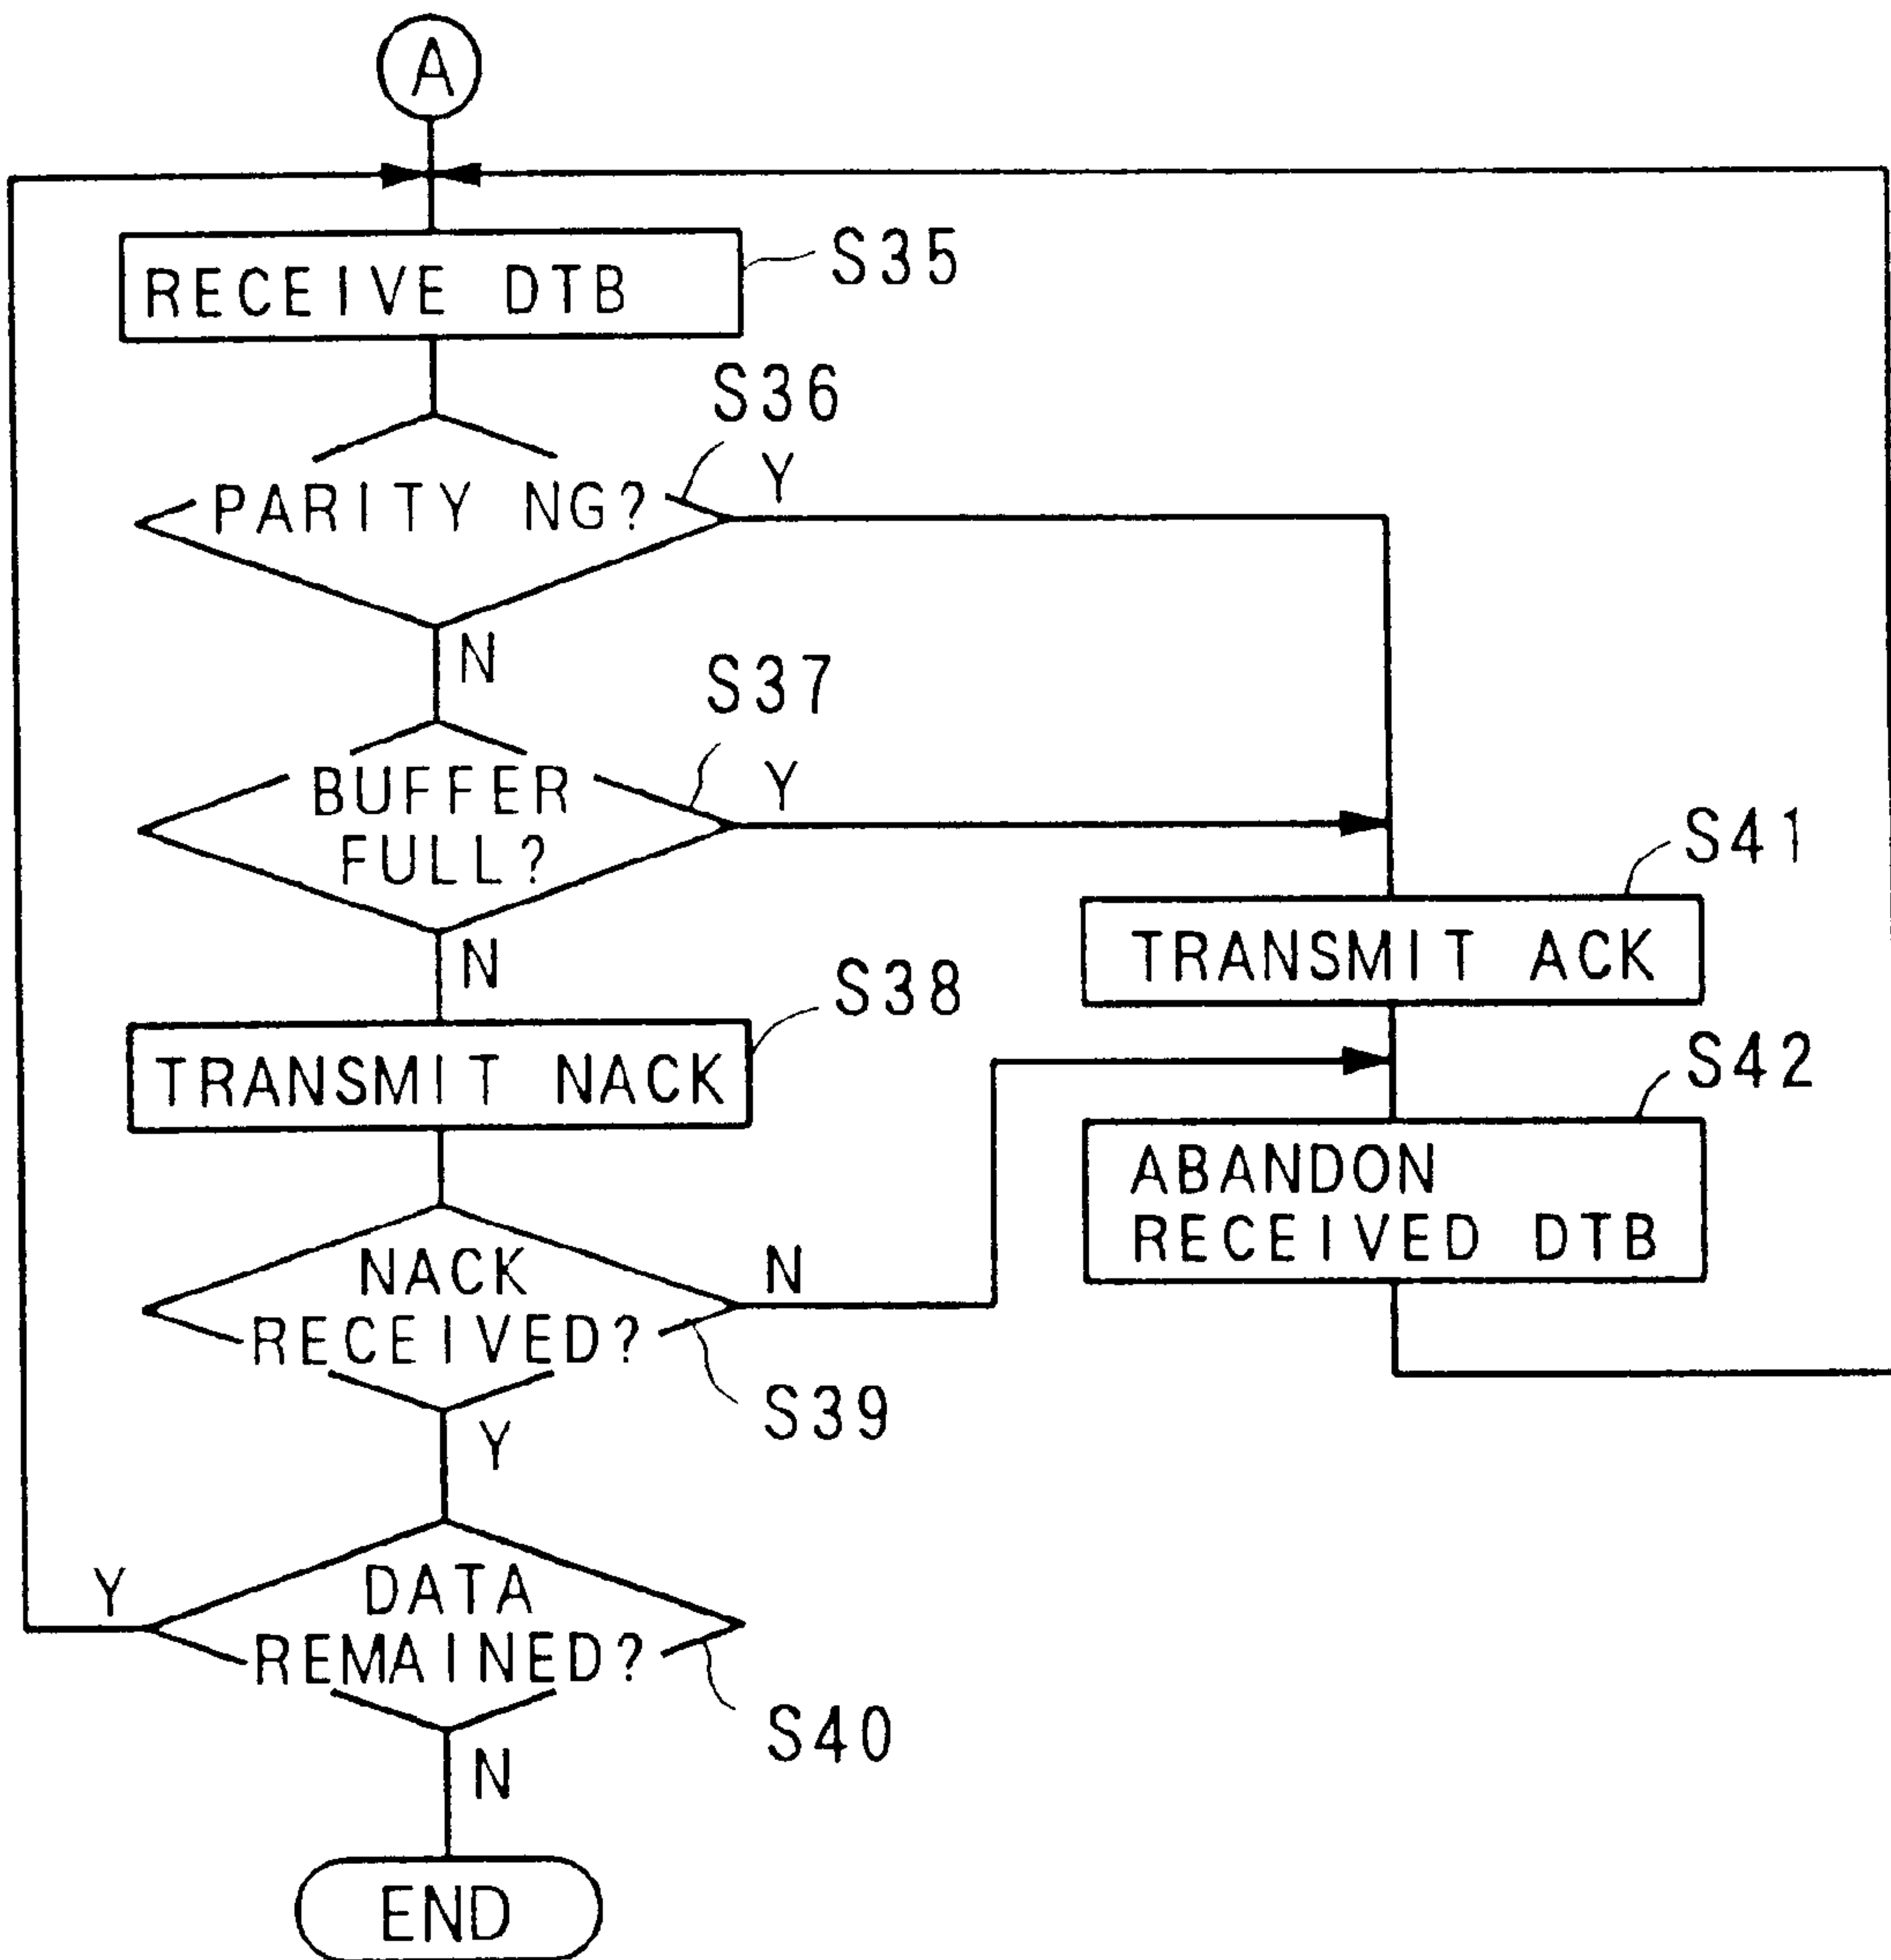 A
RECEIVE DTB
S35
S36
PARITY NG?
Y
N
S37
BUFFER
FULL?
Y
N
S41
TRANSMIT ACK
S38
TRANSMIT NACK
S42
ABANDON
RECEIVED DTB
NACK
RECEIVED?
N
S39
Y
DATA
REMAINED?
Y
S40
N
END